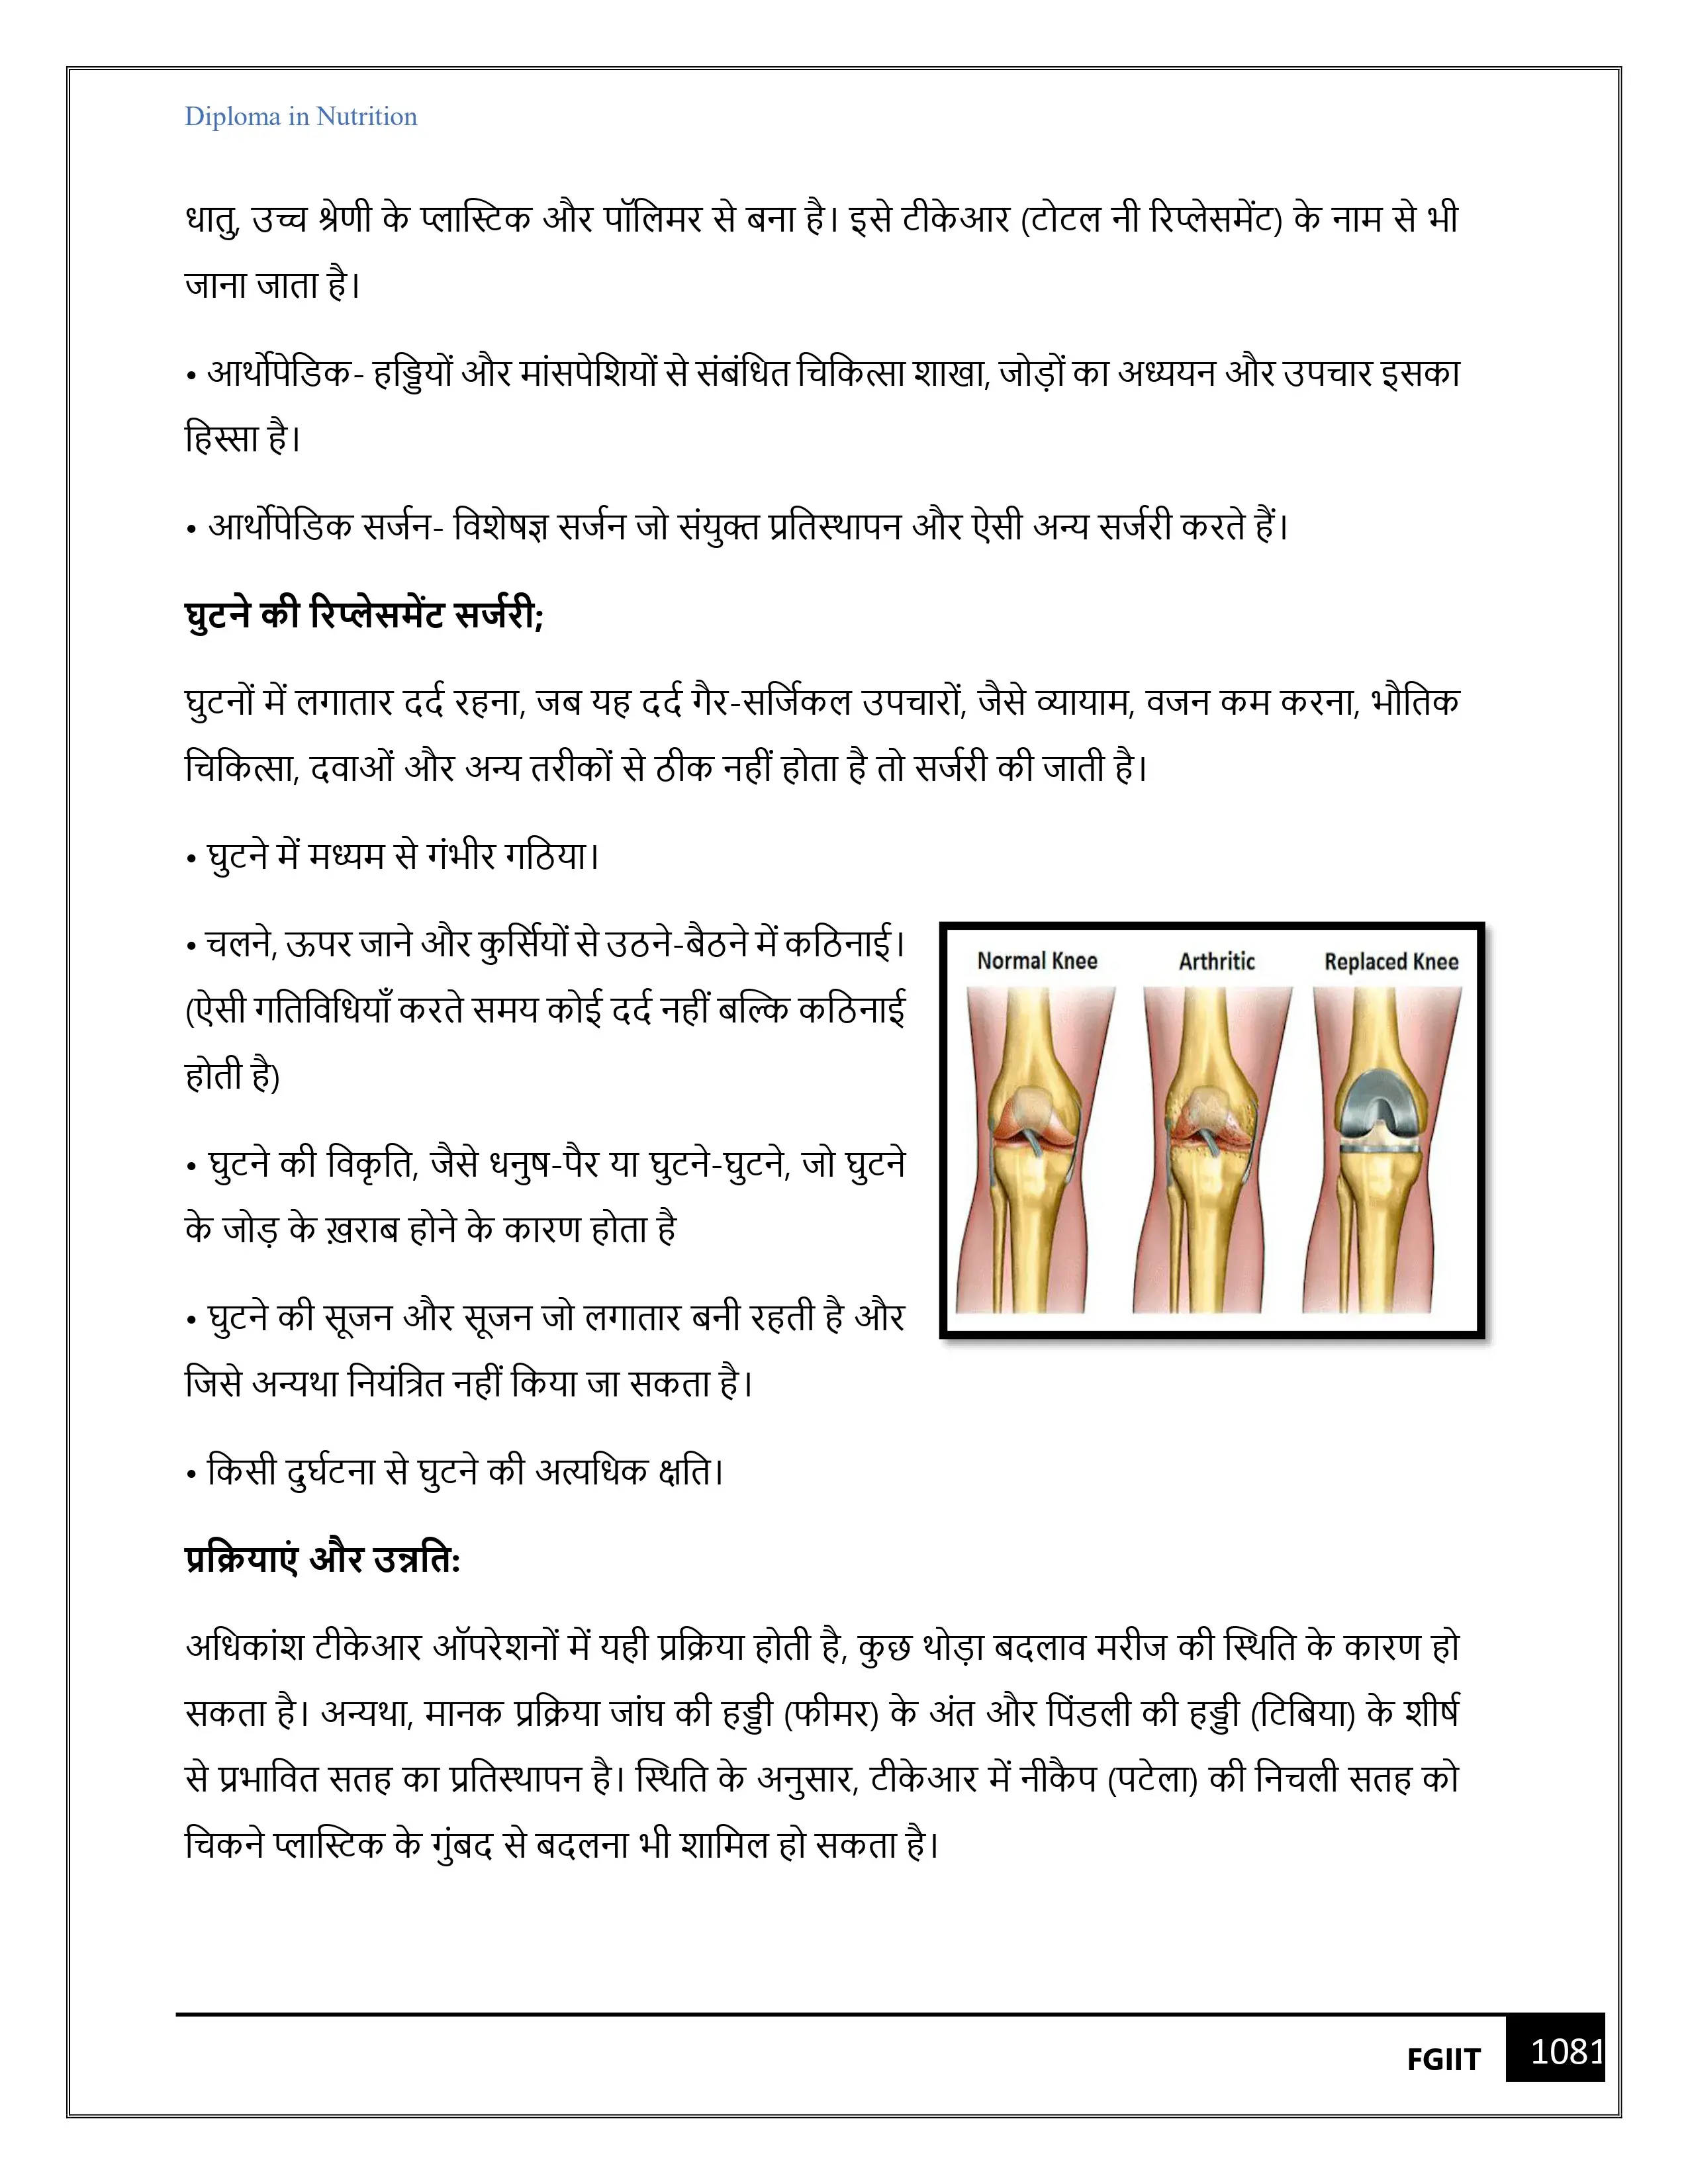 Diploma in Nutrition
धातु, उच्च श्रेणी के प्लास्टिक और पॉलिमर से बना है। इसे टीकेआर (टोटल नी रिप्लेसमेंट) के नाम से भी
जाना जाता है।
• आर्थोपेडिक- हड्डियों और मांसपेशियों से संबंधित चिकित्सा शाखा, जोड़ों का अध्ययन और उपचार इसका
हिस्सा है।
• आर्थोपेडिक सर्जन- विशेषज्ञ सर्जन जो संयुक्त प्रतिस्थापन और ऐसी अन्य सर्जरी करते हैं।
घुटने की रिप्लेसमेंट सर्जरी;
घुटनों में लगातार दर्द रहना, जब यह दर्द गैर-सर्जिकल उपचारों, जैसे व्यायाम, वजन कम करना, भौतिक
चिकित्सा, दवाओं और अन्य तरीकों से ठीक नहीं होता है तो सर्जरी की जाती है।
• घुटने में मध्यम से गंभीर गठिया।
• चलने, ऊपर जाने और कुर्सियों से उठने-बैठने में कठिनाई।
(ऐसी गतिविधियाँ करते समय कोई दर्द नहीं बल्कि कठिनाई
होती है)
• घुटने की विकृति, जैसे धनुष-पैर या घुटने-घुटने, जो घुटने
के जोड़ के ख़राब होने के कारण होता है
• घुटने की सूजन और सूजन जो लगातार बनी रहती है और
जिसे अन्यथा नियंत्रित नहीं किया जा सकता है।
• किसी दुर्घटना से घुटने की अत्यधिक क्षति।
Normal Knee Arthritic Replaced Knee
प्रक्रियाएं और उन्नति:
अधिकांश टीकेआर ऑपरेशनों में यही प्रक्रिया होती है, कुछ थोड़ा बदलाव मरीज की स्थिति के कारण हो
सकता है। अन्यथा, मानक प्रक्रिया जांघ की हड्डी (फीमर) के अंत और पिंडली की हड्डी (टिबिया) के शीर्ष
से प्रभावित सतह का प्रतिस्थापन है। स्थिति के अनुसार, टीकेआर में नीकैप (पटेला) की निचली सतह को
चिकने प्लास्टिक के गुंबद से बदलना भी शामिल हो सकता है।
FGIIT 1081